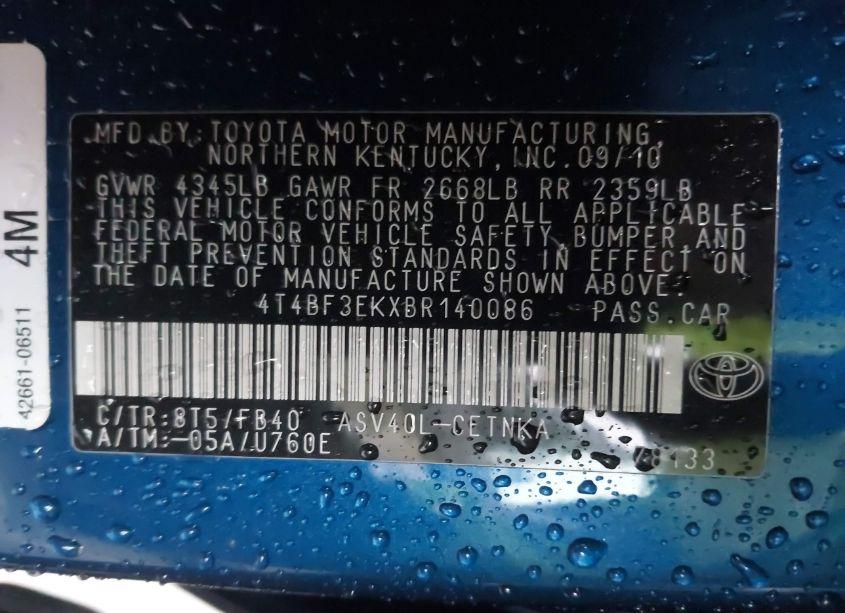 MFD BY: TOYOTA MOTOR MANUFACTURING,
NORTHERN KENTUCKY, INC. 09/10
GVWR 4345LB GAWR FR 2668LB RR 2359LB
THIS VEHICLE CONFORMS TO ALL APPLICABLE
FEDERAL MOTOR VEHICLE SAFETY, BUMPER, AND
THEFT PREVENTION STANDARDS IN EFFECT ON
THE DATE OF MANUFACTURE SHOWN ABOVE.
4T4BF3EKXBR140086 PASS.CAR
C/TR:8T5/FB40 ASV40L-CETNKA
A/TM:-05A/U760E
4M
42661-06511